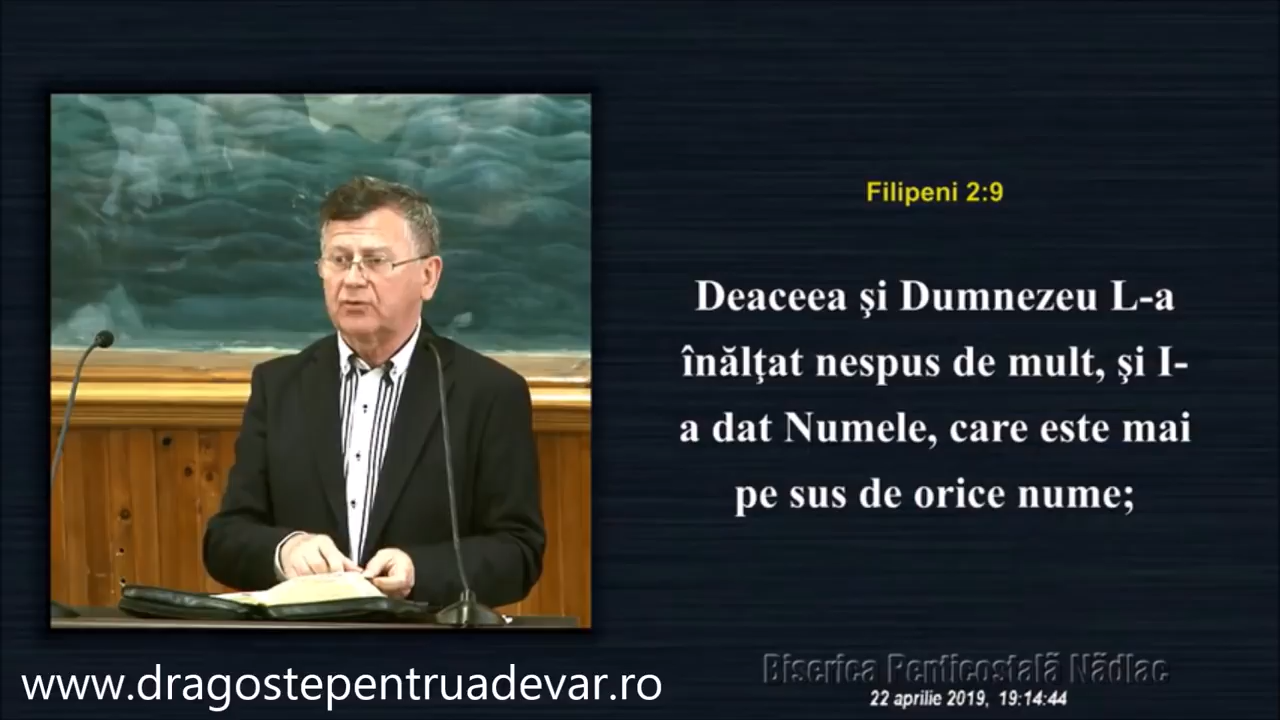 Filipeni 2:9
Deaceea şi Dumnezeu L-a
înălţat nespus de mult, şi I-
a dat Numele, care este mai
pe sus de orice nume;
Biserica Penticostală Nădlac
22 aprilie 2019, 19:14:44
www.dragostepentruadevar.ro